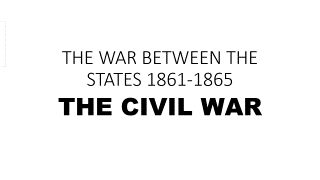 THE WAR BETWEEN THE
STATES 1861-1865
THE CIVIL WAR